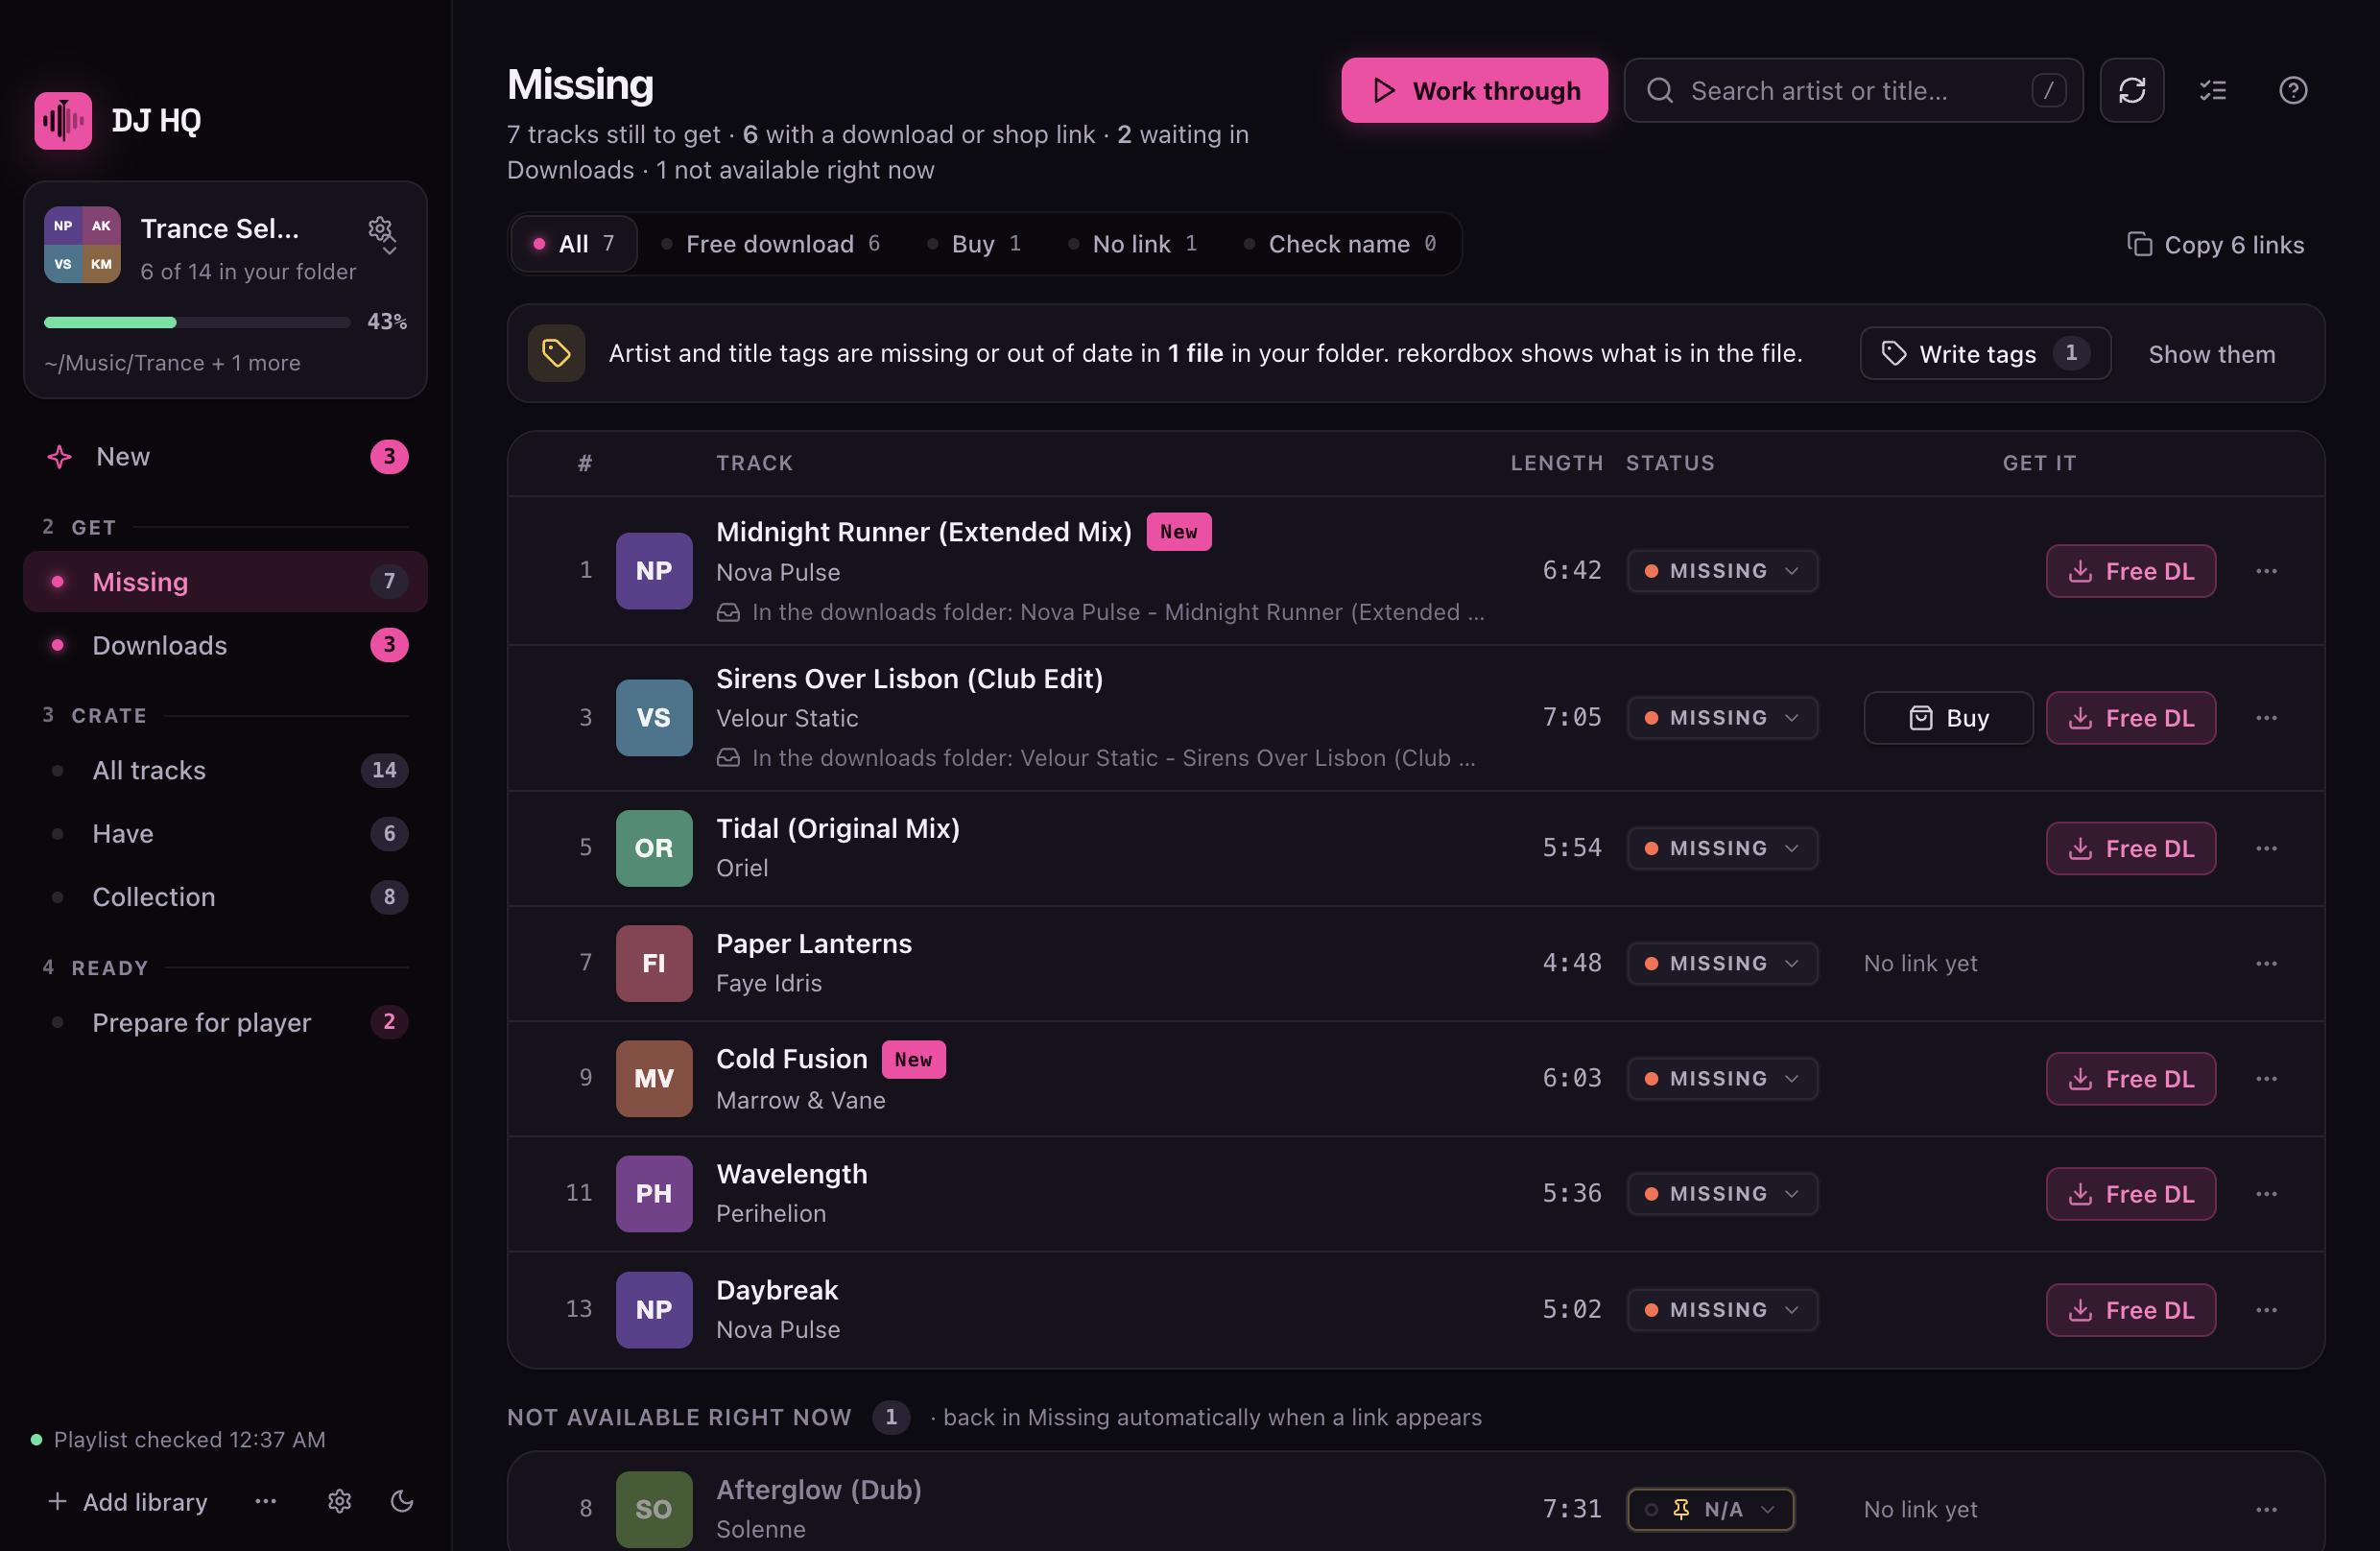 DJ HQ
NP AK
VS KM
Trance Sel...
6 of 14 in your folder
43%
~/Music/Trance + 1 more
New 3
2 GET
Missing 7
Downloads 3
3 CRATE
All tracks 14
Have 6
Collection 8
4 READY
Prepare for player 2
Playlist checked 12:37 AM
Add library
Missing
7 tracks still to get · 6 with a download or shop link · 2 waiting in
Downloads · 1 not available right now
Work through
Search artist or title... /
All 7 Free download 6 Buy 1 No link 1 Check name 0
Copy 6 links
Artist and title tags are missing or out of date in 1 file in your folder. rekordbox shows what is in the file.
Write tags 1 Show them
# TRACK LENGTH STATUS GET IT
1 NP Midnight Runner (Extended Mix) New
Nova Pulse
In the downloads folder: Nova Pulse - Midnight Runner (Extended ...
6:42 MISSING Free DL
3 VS Sirens Over Lisbon (Club Edit)
Velour Static
In the downloads folder: Velour Static - Sirens Over Lisbon (Club ...
7:05 MISSING Buy Free DL
5 OR Tidal (Original Mix)
Oriel
5:54 MISSING Free DL
7 FI Paper Lanterns
Faye Idris
4:48 MISSING No link yet
9 MV Cold Fusion New
Marrow & Vane
6:03 MISSING Free DL
11 PH Wavelength
Perihelion
5:36 MISSING Free DL
13 NP Daybreak
Nova Pulse
5:02 MISSING Free DL
NOT AVAILABLE RIGHT NOW 1 · back in Missing automatically when a link appears
8 SO Afterglow (Dub)
Solenne
7:31 N/A No link yet